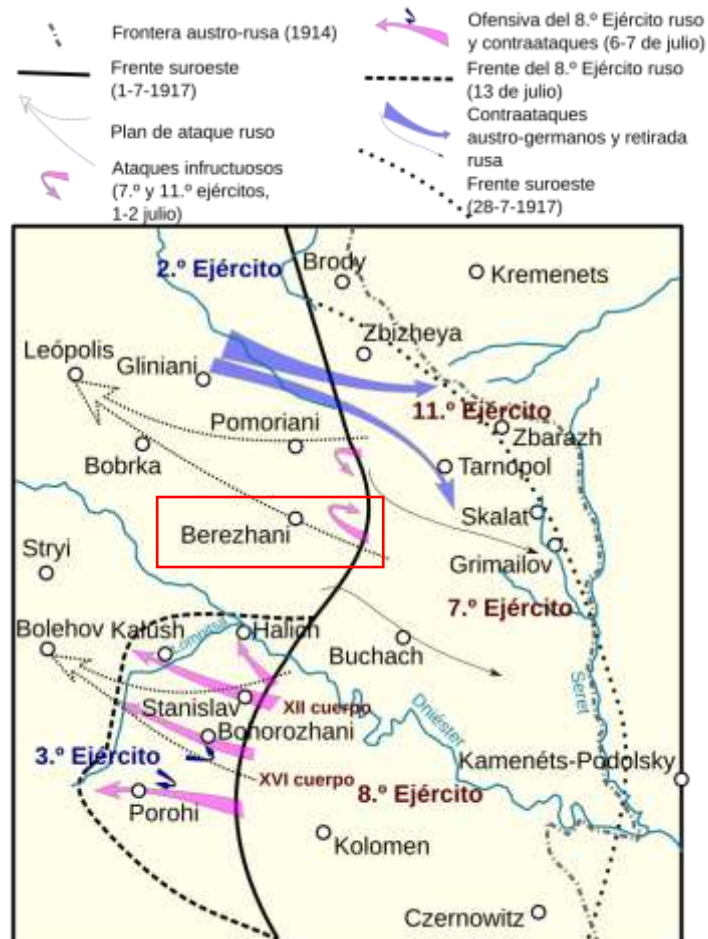 Frontera austro-rusa (1914)
Frente suroeste
(1-7-1917)
Plan de ataque ruso
Ataques infructuosos
(7.º y 11.º ejércitos,
1-2 julio)
Ofensiva del 8.º Ejército ruso
y contraataques (6-7 de julio)
Frente del 8.º Ejército ruso
(13 de julio)
Contraataques
austro-germanos y retirada
rusa
Frente suroeste
(28-7-1917)
2.º Ejército
Brody
Kremenets
Zbizheya
Leópolis
Gliniani
11.º Ejército
Pomoriani
Zbarazh
Bobrka
Tarnopol
Skalat
Berezhani
Grimailov
Stryi
7.º Ejército
Bolehov
Kalush
Halich
Buchach
Seret
Stanislav
XII cuerpo
Dniéster
Bohorozhani
3.º Ejército
XVI cuerpo
Kamenéts-Podolsky
8.º Ejército
Porohi
Kolomen
Czernowitz